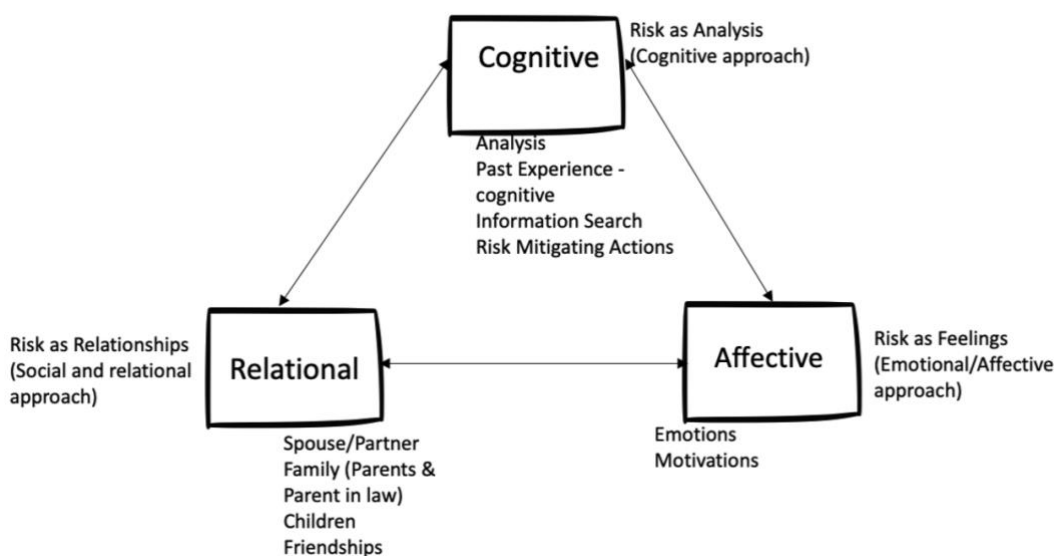 Cognitive
Risk as Analysis
(Cognitive approach)
Analysis
Past Experience -
cognitive
Information Search
Risk Mitigating Actions
Risk as Relationships
(Social and relational
approach)
Relational
Spouse/Partner
Family (Parents &
Parent in law)
Children
Friendships
Affective
Risk as Feelings
(Emotional/Affective
approach)
Emotions
Motivations